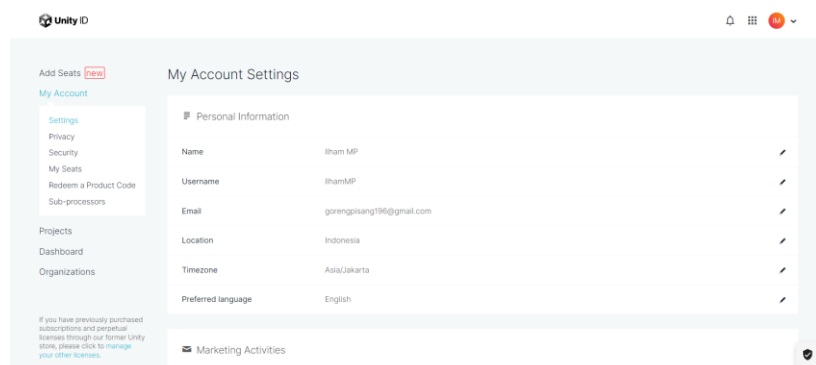 Unity ID
IM
Add Seats new
My Account
Settings
Privacy
Security
My Seats
Redeem a Product Code
Sub-processors
Projects
Dashboard
Organizations
If you have previously purchased
subscriptions and perpetual
licenses through our former Unity
store, please click to manage
your other licenses.
My Account Settings
Personal Information
Name Ilham MP
Username IlhamMP
Email gorengpisang196@gmail.com
Location Indonesia
Timezone Asia/Jakarta
Preferred language English
Marketing Activities